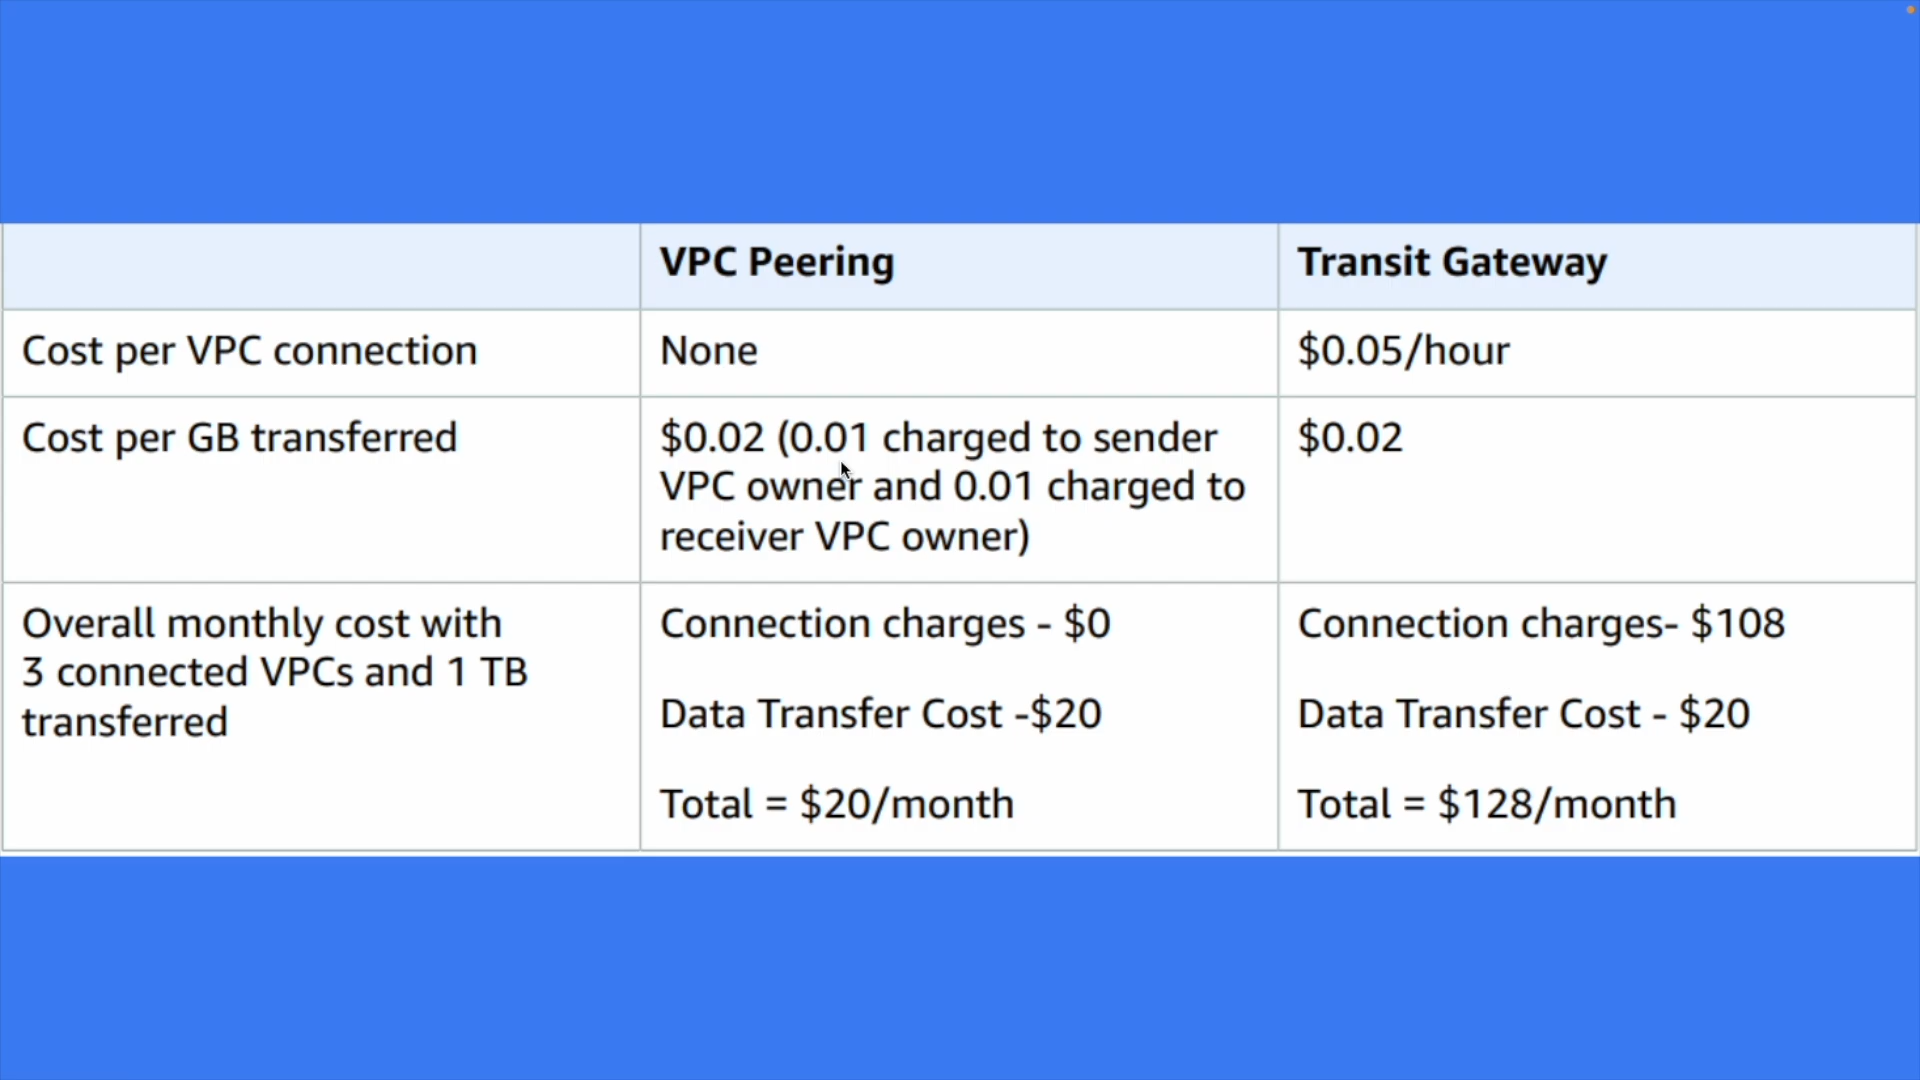 VPC Peering
Transit Gateway
Cost per VPC connection
None
$0.05/hour
Cost per GB transferred
$0.02 (0.01 charged to sender
VPC owner and 0.01 charged to
receiver VPC owner)
$0.02
Overall monthly cost with
3 connected VPCs and 1 TB
transferred
Connection charges - $0
Data Transfer Cost -$20
Total = $20/month
Connection charges- $108
Data Transfer Cost - $20
Total = $128/month